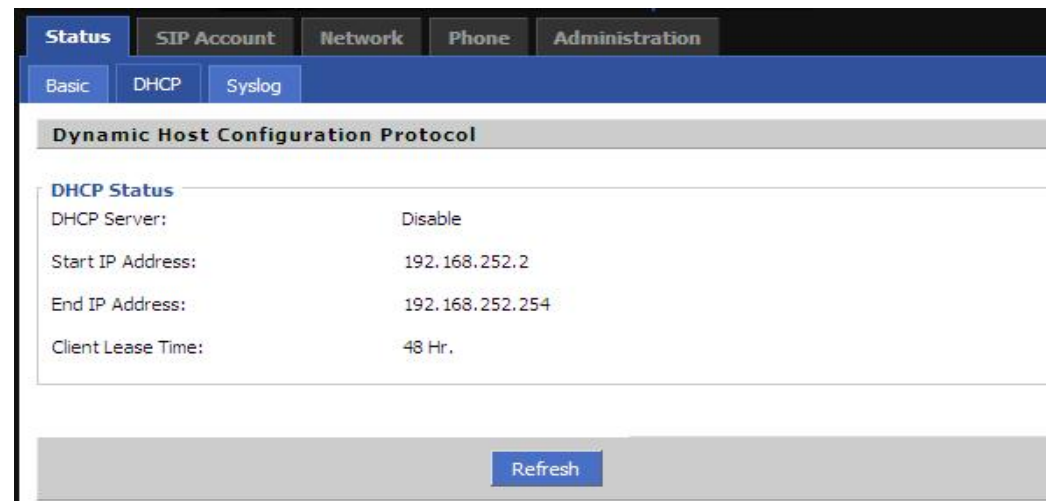 Status SIP Account Network Phone Administration
Basic DHCP Syslog
Dynamic Host Configuration Protocol
DHCP Status
DHCP Server: Disable
Start IP Address: 192.168.252.2
End IP Address: 192.168.252.254
Client Lease Time: 48 Hr.
Refresh